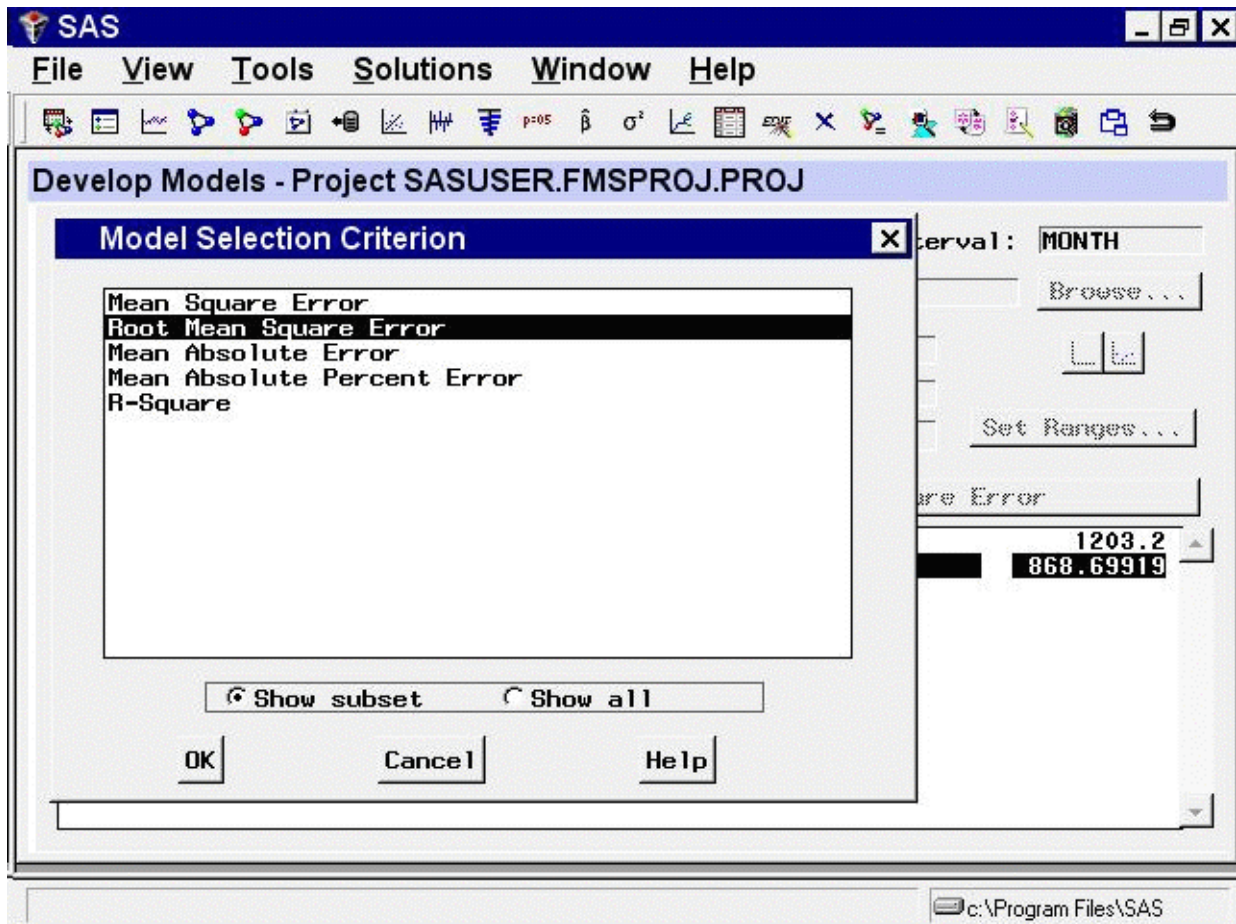 SAS
File View Tools Solutions Window Help
p=05 β̂ σ²
Develop Models - Project SASUSER.FMSPROJ.PROJ
Model Selection Criterion
terval: MONTH
Browse...
Mean Square Error
Root Mean Square Error
Mean Absolute Error
Mean Absolute Percent Error
R-Square
Set Ranges...
are Error
1203.2
868.69919
Show subset Show all
OK Cancel Help
c:\Program Files\SAS